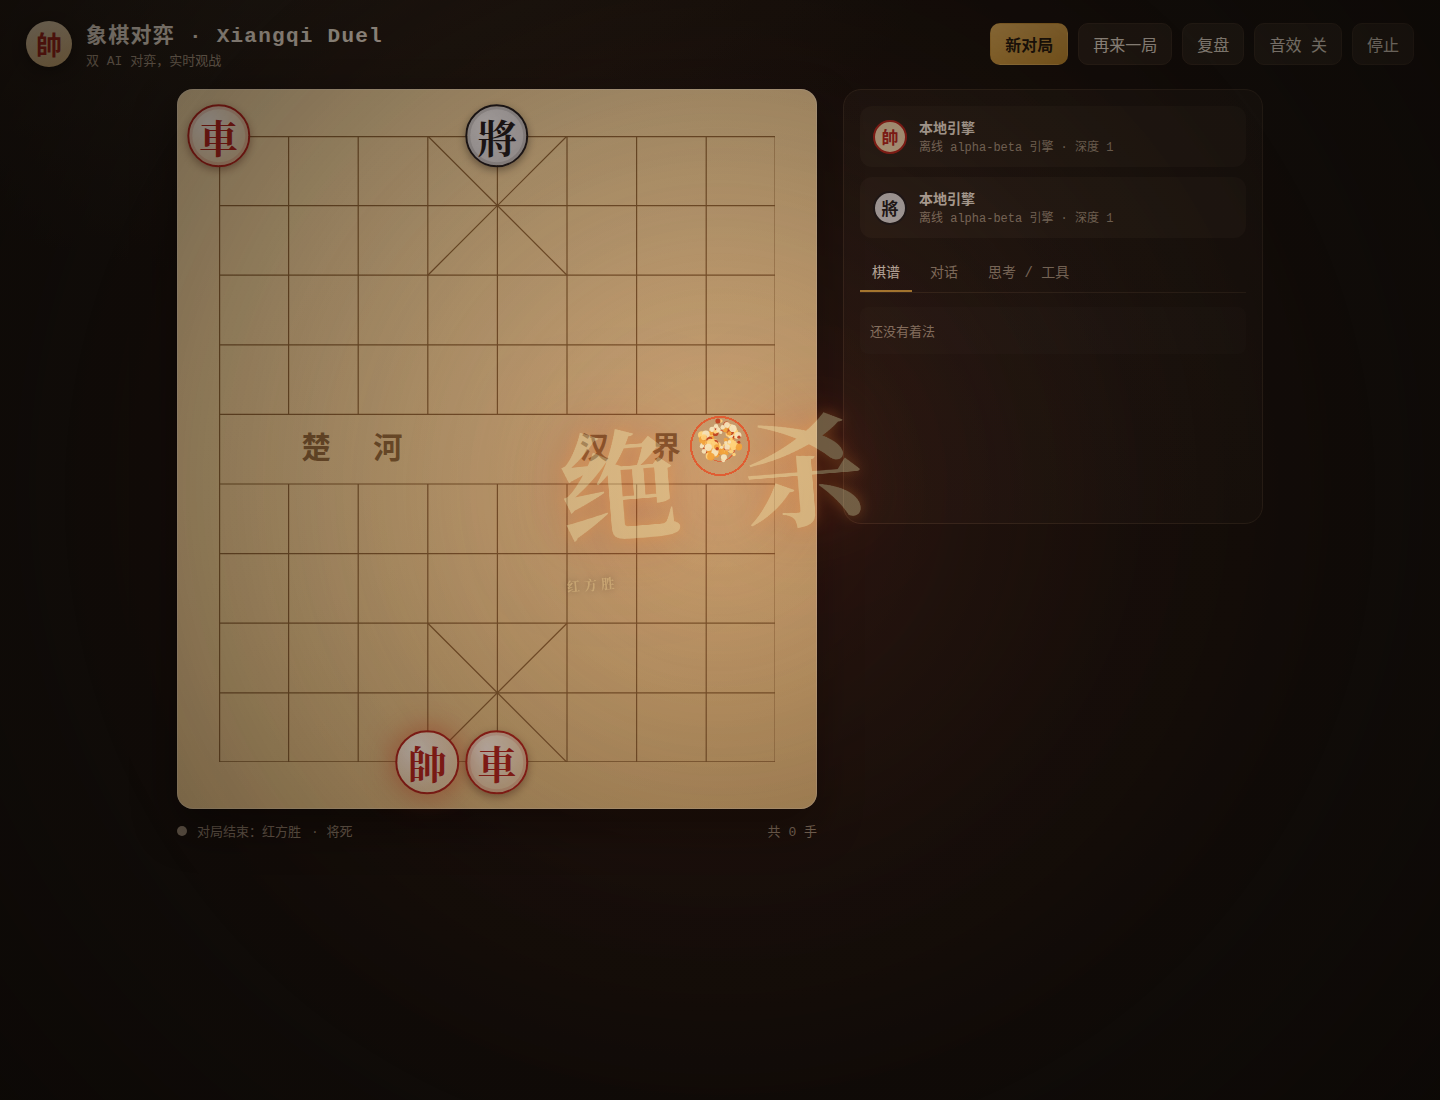 帥
象棋对弈 · Xiangqi Duel
双 AI 对弈，实时观战
新对局 再来一局 复盘 音效 关 停止
車 將
帥 本地引擎
离线 alpha-beta 引擎 · 深度 1
將 本地引擎
离线 alpha-beta 引擎 · 深度 1
棋谱 对话 思考 / 工具
还没有着法
楚 河 汉 界
绝 杀
红方胜
帥 車
对局结束：红方胜 · 将死 共 0 手